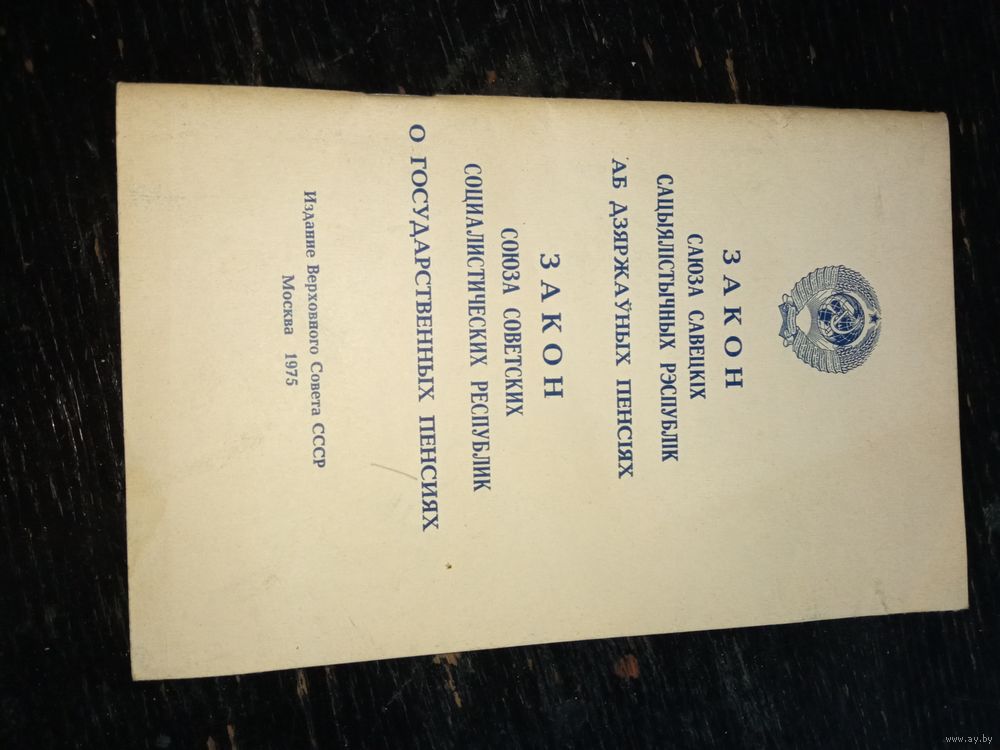 ЗАКОН
САЮЗА САВЕЦКІХ
САЦЫЯЛІСТЫЧНЫХ РЭСПУБЛІК
АБ ДЗЯРЖАЎНЫХ ПЕНСІЯХ
ЗАКОН
СОЮЗА СОВЕТСКИХ
СОЦИАЛИСТИЧЕСКИХ РЕСПУБЛИК
О ГОСУДАРСТВЕННЫХ ПЕНСИЯХ
Издание Верховного Совета СССР
Москва 1975
www.ay.by